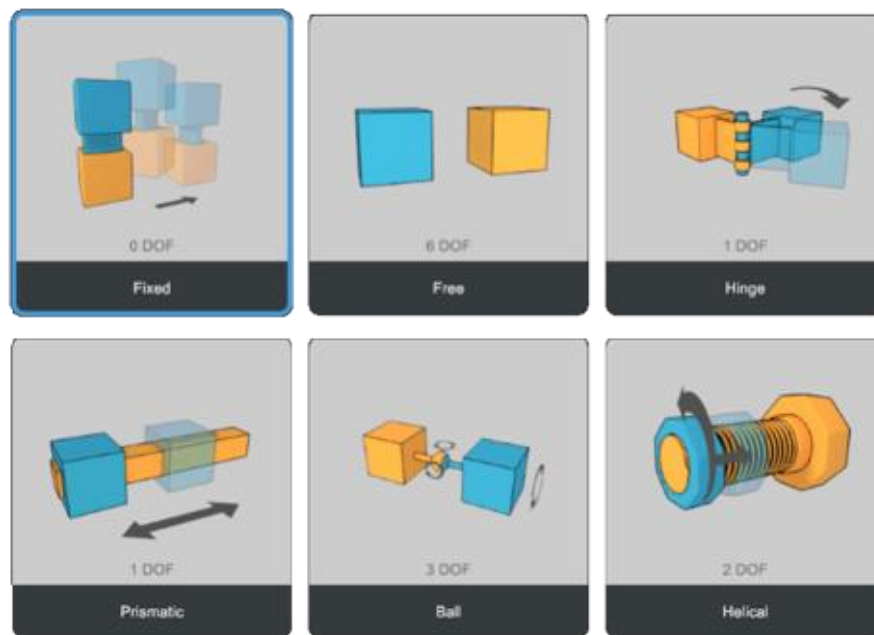 0 DOF
Fixed
6 DOF
Free
1 DOF
Hinge
1 DOF
Prismatic
3 DOF
Ball
2 DOF
Helical